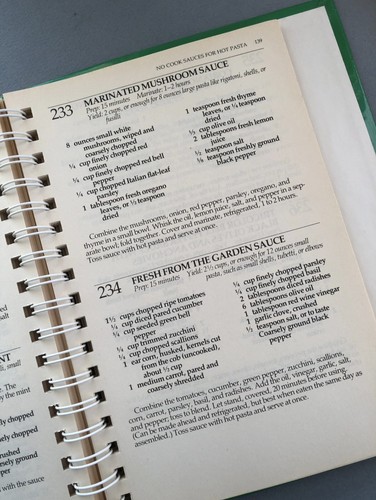 NO COOK SAUCES FOR HOT PASTA 139
233 MARINATED MUSHROOM SAUCE
Prep: 15 minutes Marinate: 1–2 hours
Yield: 2 cups, or enough for 8 ounces large pasta like rigatoni, shells, or
fusilli
8 ounces small white
mushrooms, wiped and
coarsely chopped
¼ cup finely chopped red
onion
¼ cup finely chopped red bell
pepper
¼ cup chopped Italian flat-leaf
parsley
1 tablespoon fresh oregano
leaves, or ½ teaspoon
dried
1 teaspoon fresh thyme
leaves, or ¼ teaspoon
dried
½ cup olive oil
2 tablespoons fresh lemon
juice
½ teaspoon salt
⅛ teaspoon freshly ground
black pepper
Combine the mushrooms, onion, red pepper, parsley, oregano, and
thyme in a small bowl. Whisk the oil, lemon juice, salt, and pepper in a sep-
arate bowl; fold together. Cover and marinate, refrigerated, 1 to 2 hours.
Toss sauce with hot pasta and serve at once.
234 FRESH FROM THE GARDEN SAUCE
Prep: 15 minutes Yield: 2½ cups, or enough for 12 ounces small
pasta, such as small shells, tubetti, or ditalini
1½ cups chopped ripe tomatoes
¼ cup diced pared cucumber
¼ cup seeded green bell
pepper
¼ cup trimmed zucchini
¼ cup chopped scallions
1 ear corn, husked, kernels cut
from the cob (uncooked),
about ½ cup
1 medium carrot, pared and
coarsely shredded
¼ cup finely chopped parsley
¼ cup finely chopped basil
2 tablespoons diced radishes
6 tablespoons olive oil
1 tablespoon red wine vinegar
1 garlic clove, crushed
½ teaspoon salt, or to taste
Coarsely ground black
pepper
Combine the tomatoes, cucumber, green pepper, zucchini, scallions,
corn, carrot, parsley, basil, and radishes. Add the oil, vinegar, garlic, salt,
and pepper; toss to blend. Let stand, covered, 20 minutes before using.
(Can be made ahead and refrigerated, but best when eaten the same day as
assembled.) Toss sauce with hot pasta and serve at once.